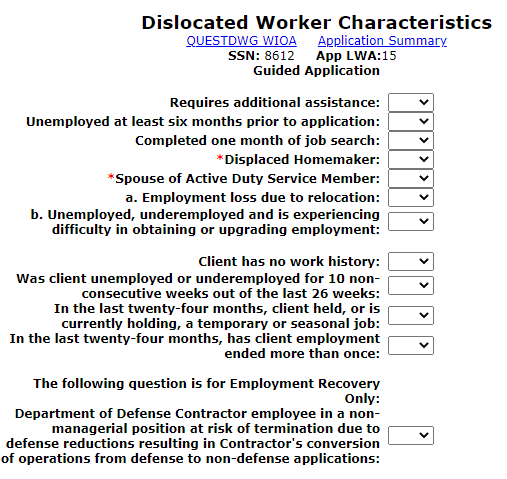 Dislocated Worker Characteristics
QUESTDWG WIOA Application Summary
SSN: 8612 App LWA:15
Guided Application
Requires additional assistance:
Unemployed at least six months prior to application:
Completed one month of job search:
*Displaced Homemaker:
*Spouse of Active Duty Service Member:
a. Employment loss due to relocation:
b. Unemployed, underemployed and is experiencing
difficulty in obtaining or upgrading employment:
Client has no work history:
Was client unemployed or underemployed for 10 non-
consecutive weeks out of the last 26 weeks:
In the last twenty-four months, client held, or is
currently holding, a temporary or seasonal job:
In the last twenty-four months, has client employment
ended more than once:
The following question is for Employment Recovery
Only:
Department of Defense Contractor employee in a non-
managerial position at risk of termination due to
defense reductions resulting in Contractor's conversion
of operations from defense to non-defense applications: